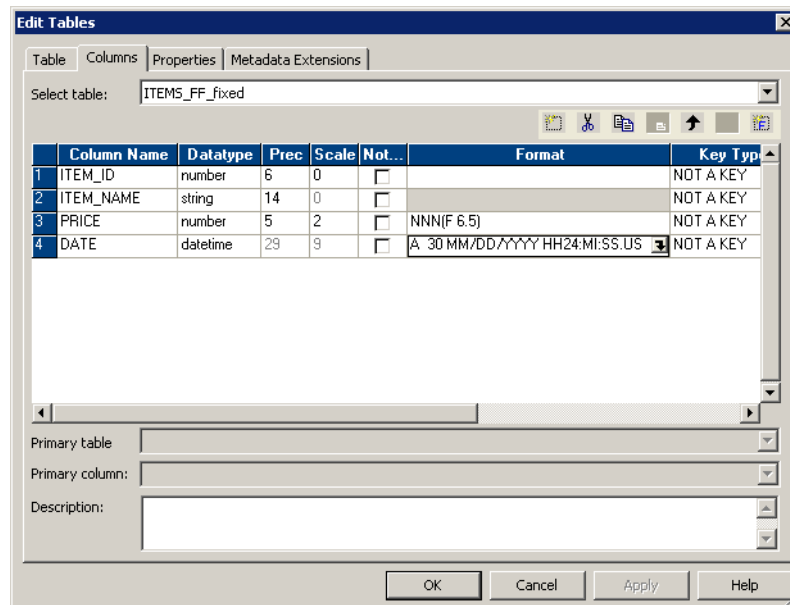 Edit Tables
Table Columns Properties Metadata Extensions
Select table: ITEMS_FF_fixed
Column Name Datatype Prec Scale Not... Format Key Typ
1 ITEM_ID number 6 0 NOT A KEY
2 ITEM_NAME string 14 0 NOT A KEY
3 PRICE number 5 2 NNN(F 6.5) NOT A KEY
4 DATE datetime 29 9 A 30 MM/DD/YYYY HH24:MI:SS.US NOT A KEY
Primary table
Primary column:
Description:
OK Cancel Apply Help